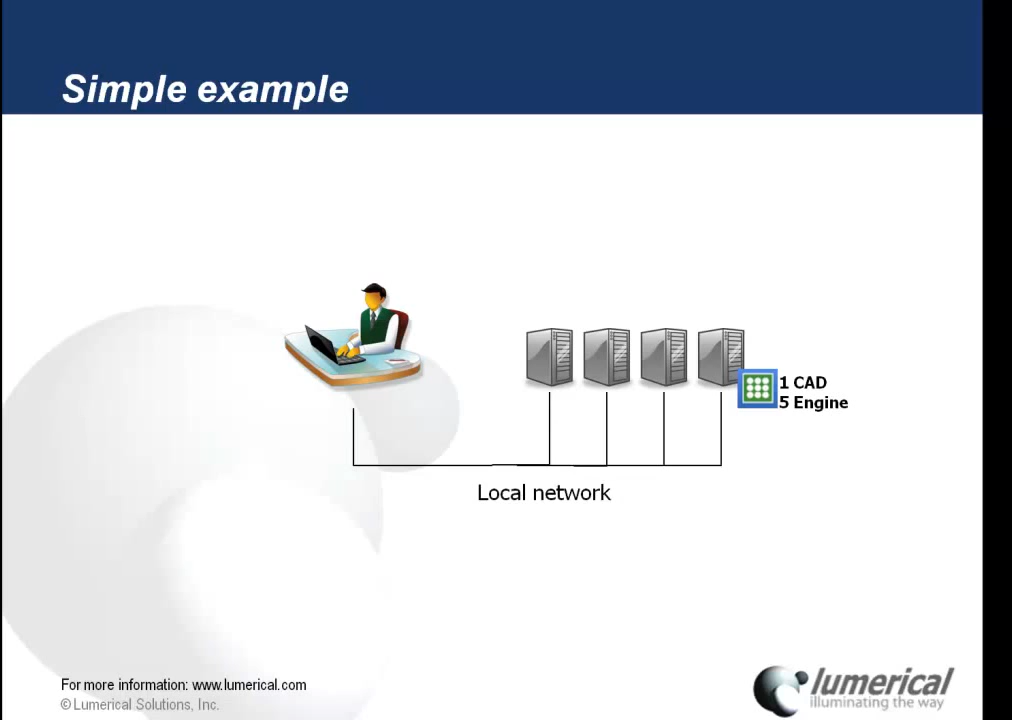 Simple example
1 CAD
5 Engine
Local network
For more information: www.lumerical.com
© Lumerical Solutions, Inc.
lumerical
illuminating the way